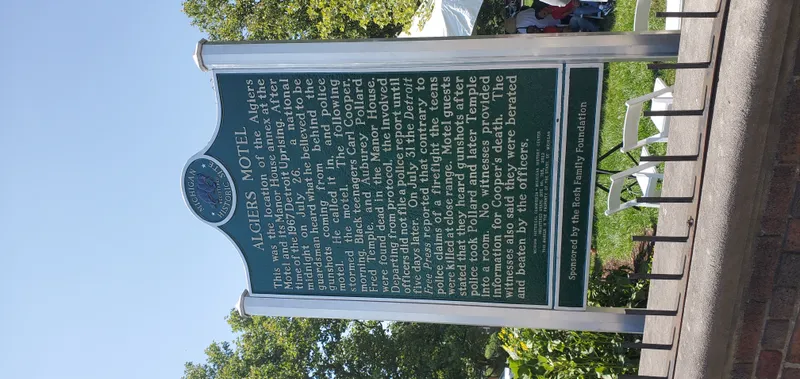 MICHIGAN
HISTORIC SITE
ALGIERS MOTEL
This was the location of the Algiers
Motel and its Manor House annex at the
time of the 1967 Detroit Uprising. After
midnight on July 26, a national
guardsman heard what he believed to be
gunshots coming from behind the
motel. He called it in, and police
stormed the motel. The following
morning, Black teenagers Carl Cooper,
Fred Temple, and Aubrey Pollard
were found dead in the Manor House.
Departing from protocol, the involved
officers did not file a police report until
five days later. On July 31 the Detroit
Free Press reported that contrary to
police claims of a firefight the teens
were killed at close range. Motel guests
stated that they heard gunshots after
police took Pollard and later Temple
into a room. No witnesses provided
information for Cooper's death. The
witnesses also said they were berated
and beaten by the officers.
Sponsored by the Rosh Family Foundation